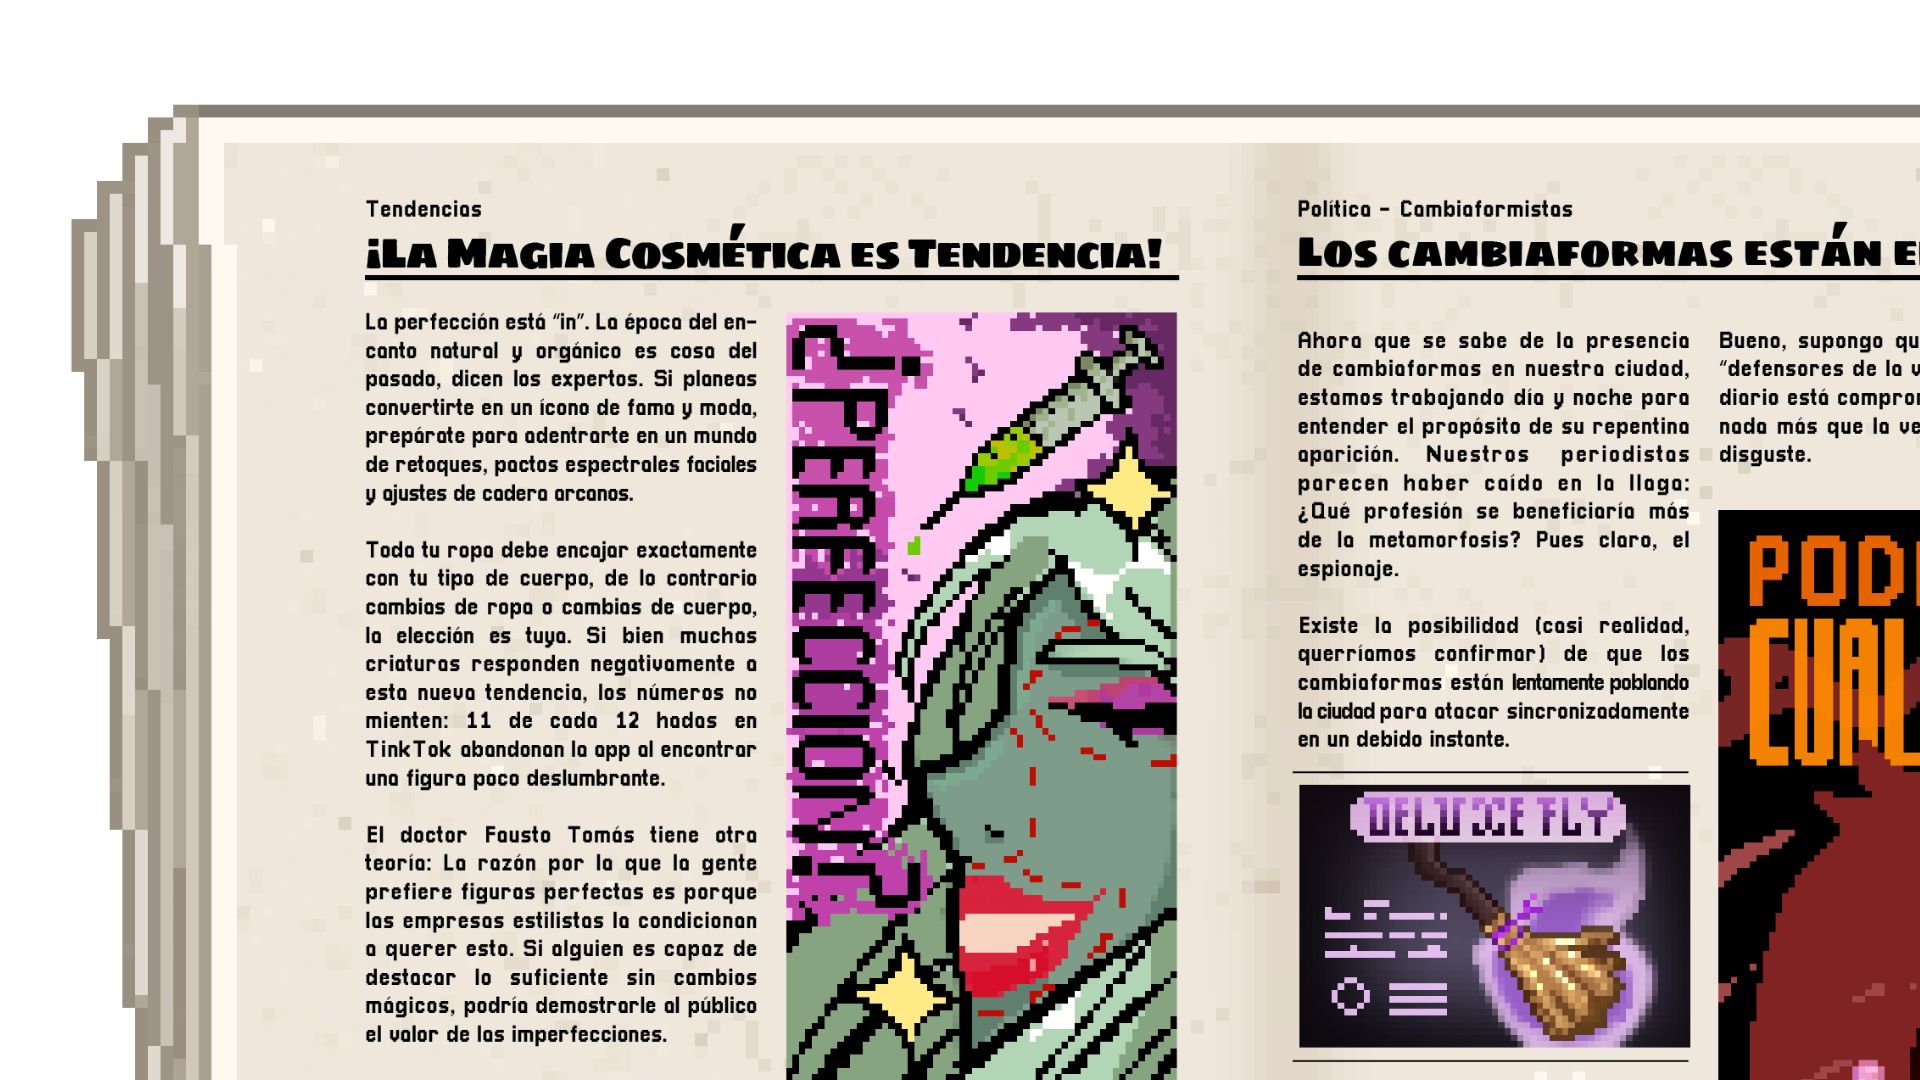 Tendencias
¡La Magia Cosmética es Tendencia!
La perfección está "in". La época del en-
canto natural y orgánico es cosa del
pasado, dicen los expertos. Si planeas
convertirte en un ícono de fama y moda,
prepárate para adentrarte en un mundo
de retoques, pactos espectrales faciales
y ajustes de cadera arcanos.
Toda tu ropa debe encajar exactamente
con tu tipo de cuerpo, de lo contrario
cambias de ropa o cambias de cuerpo,
la elección es tuya. Si bien muchas
criaturas responden negativamente a
esta nueva tendencia, los números no
mienten: 11 de cada 12 hadas en
TinkTok abandonan la app al encontrar
una figura poco deslumbrante.
El doctor Fausto Tomás tiene otra
teoría: La razón por la que la gente
prefiere figuras perfectas es porque
las empresas estilistas la condicionan
a querer esto. Si alguien es capaz de
destacar lo suficiente sin cambios
mágicos, podría demostrarle al público
el valor de las imperfecciones.
¿¡PERFECCION!?
Política - Cambiaformistas
Los cambiaformas están
Ahora que se sabe de la presencia
de cambiaformas en nuestra ciudad,
estamos trabajando día y noche para
entender el propósito de su repentina
aparición. Nuestros periodistas
parecen haber caído en la llaga:
¿Qué profesión se beneficiaría más
de la metamorfosis? Pues claro, el
espionaje.
Existe la posibilidad (casi realidad,
querríamos confirmar) de que los
cambiaformas están lentamente poblando
la ciudad para atacar sincronizadamente
en un debido instante.
DELUXE FLY
Bueno, supongo
"defensores de la
diario está
nada más que la
disguste.
POD
CUAL